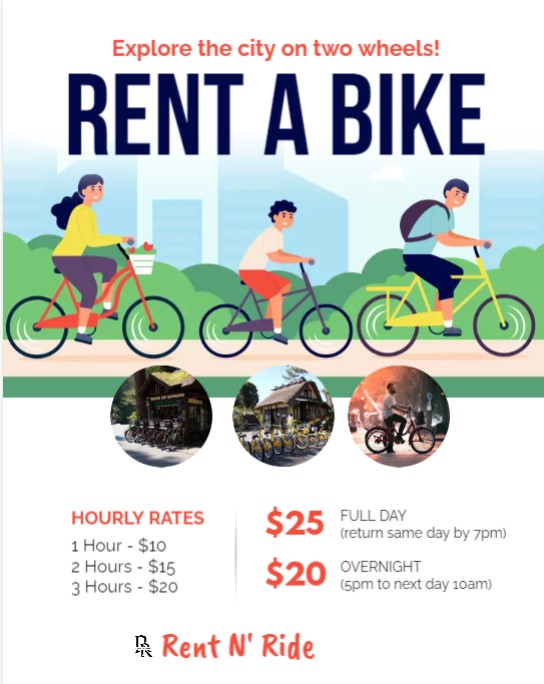 Explore the city on two wheels!
RENT A BIKE
HOURLY RATES
1 Hour - $10
2 Hours - $15
3 Hours - $20
$25 FULL DAY
(return same day by 7pm)
$20 OVERNIGHT
(5pm to next day 10am)
Rent N' Ride